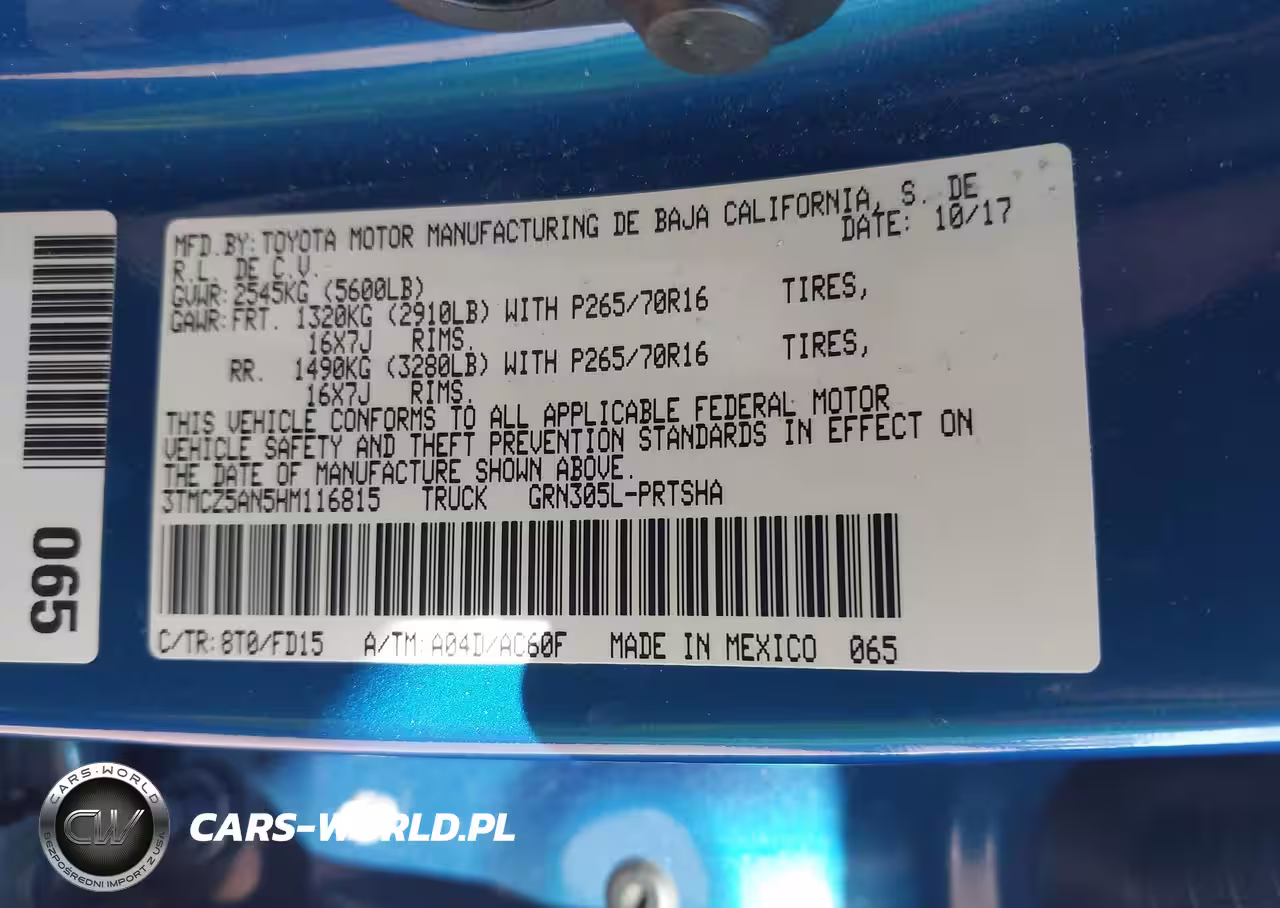 MFD.BY: TOYOTA MOTOR MANUFACTURING DE BAJA CALIFORNIA, S. DE
R.L. DE C.V. DATE: 10/17
GVWR: 2545KG (5600LB)
GAWR: FRT. 1320KG (2910LB) WITH P265/70R16 TIRES,
16X7J RIMS.
RR. 1490KG (3280LB) WITH P265/70R16 TIRES,
16X7J RIMS.
THIS VEHICLE CONFORMS TO ALL APPLICABLE FEDERAL MOTOR
VEHICLE SAFETY AND THEFT PREVENTION STANDARDS IN EFFECT ON
THE DATE OF MANUFACTURE SHOWN ABOVE.
3TMCZ5AN5HM116815 TRUCK GRN305L-PRTSHA
C/TR: 8T0/FD15 A/TM: A04D/AC60F MADE IN MEXICO 065
065
CARS-WORLD
CW
BEZPOŚREDNI IMPORT Z USA
CARS-WORLD.PL